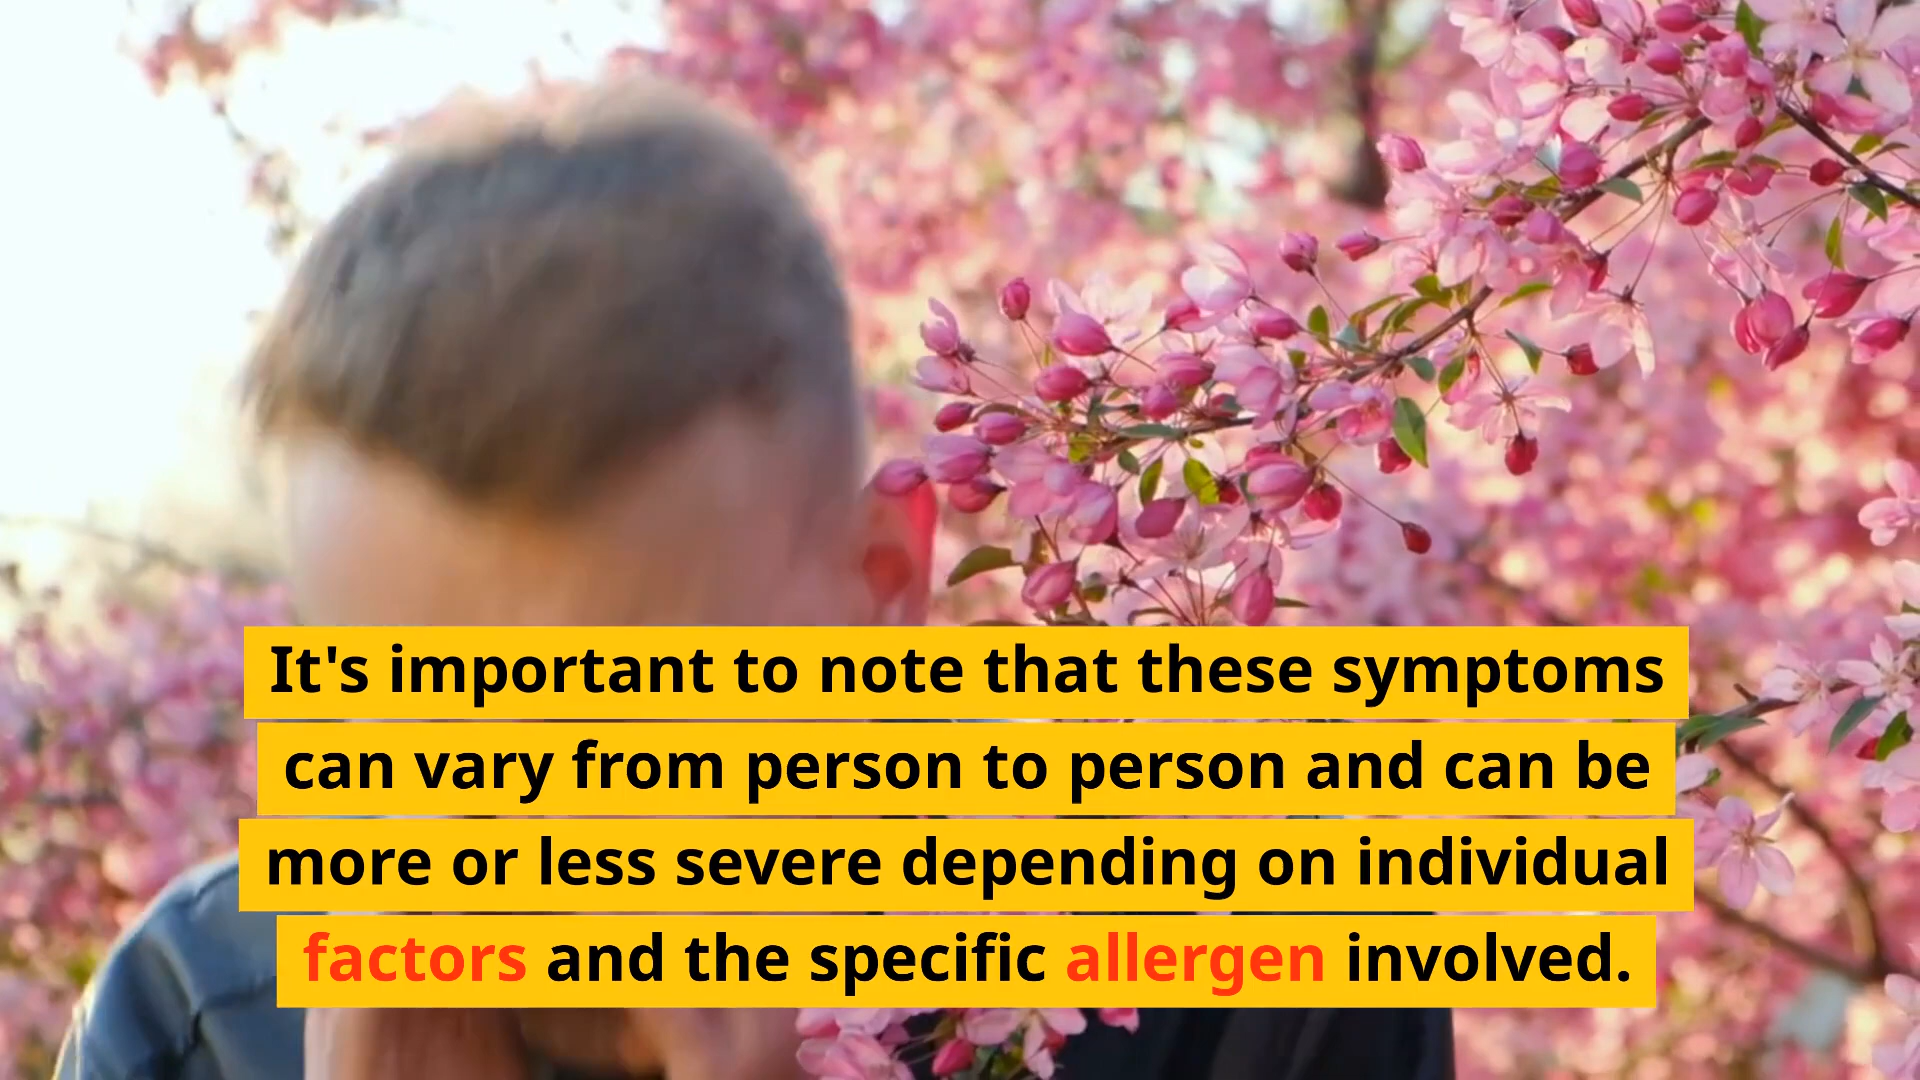 It's important to note that these symptoms
can vary from person to person and can be
more or less severe depending on individual
factors and the specific allergen involved.